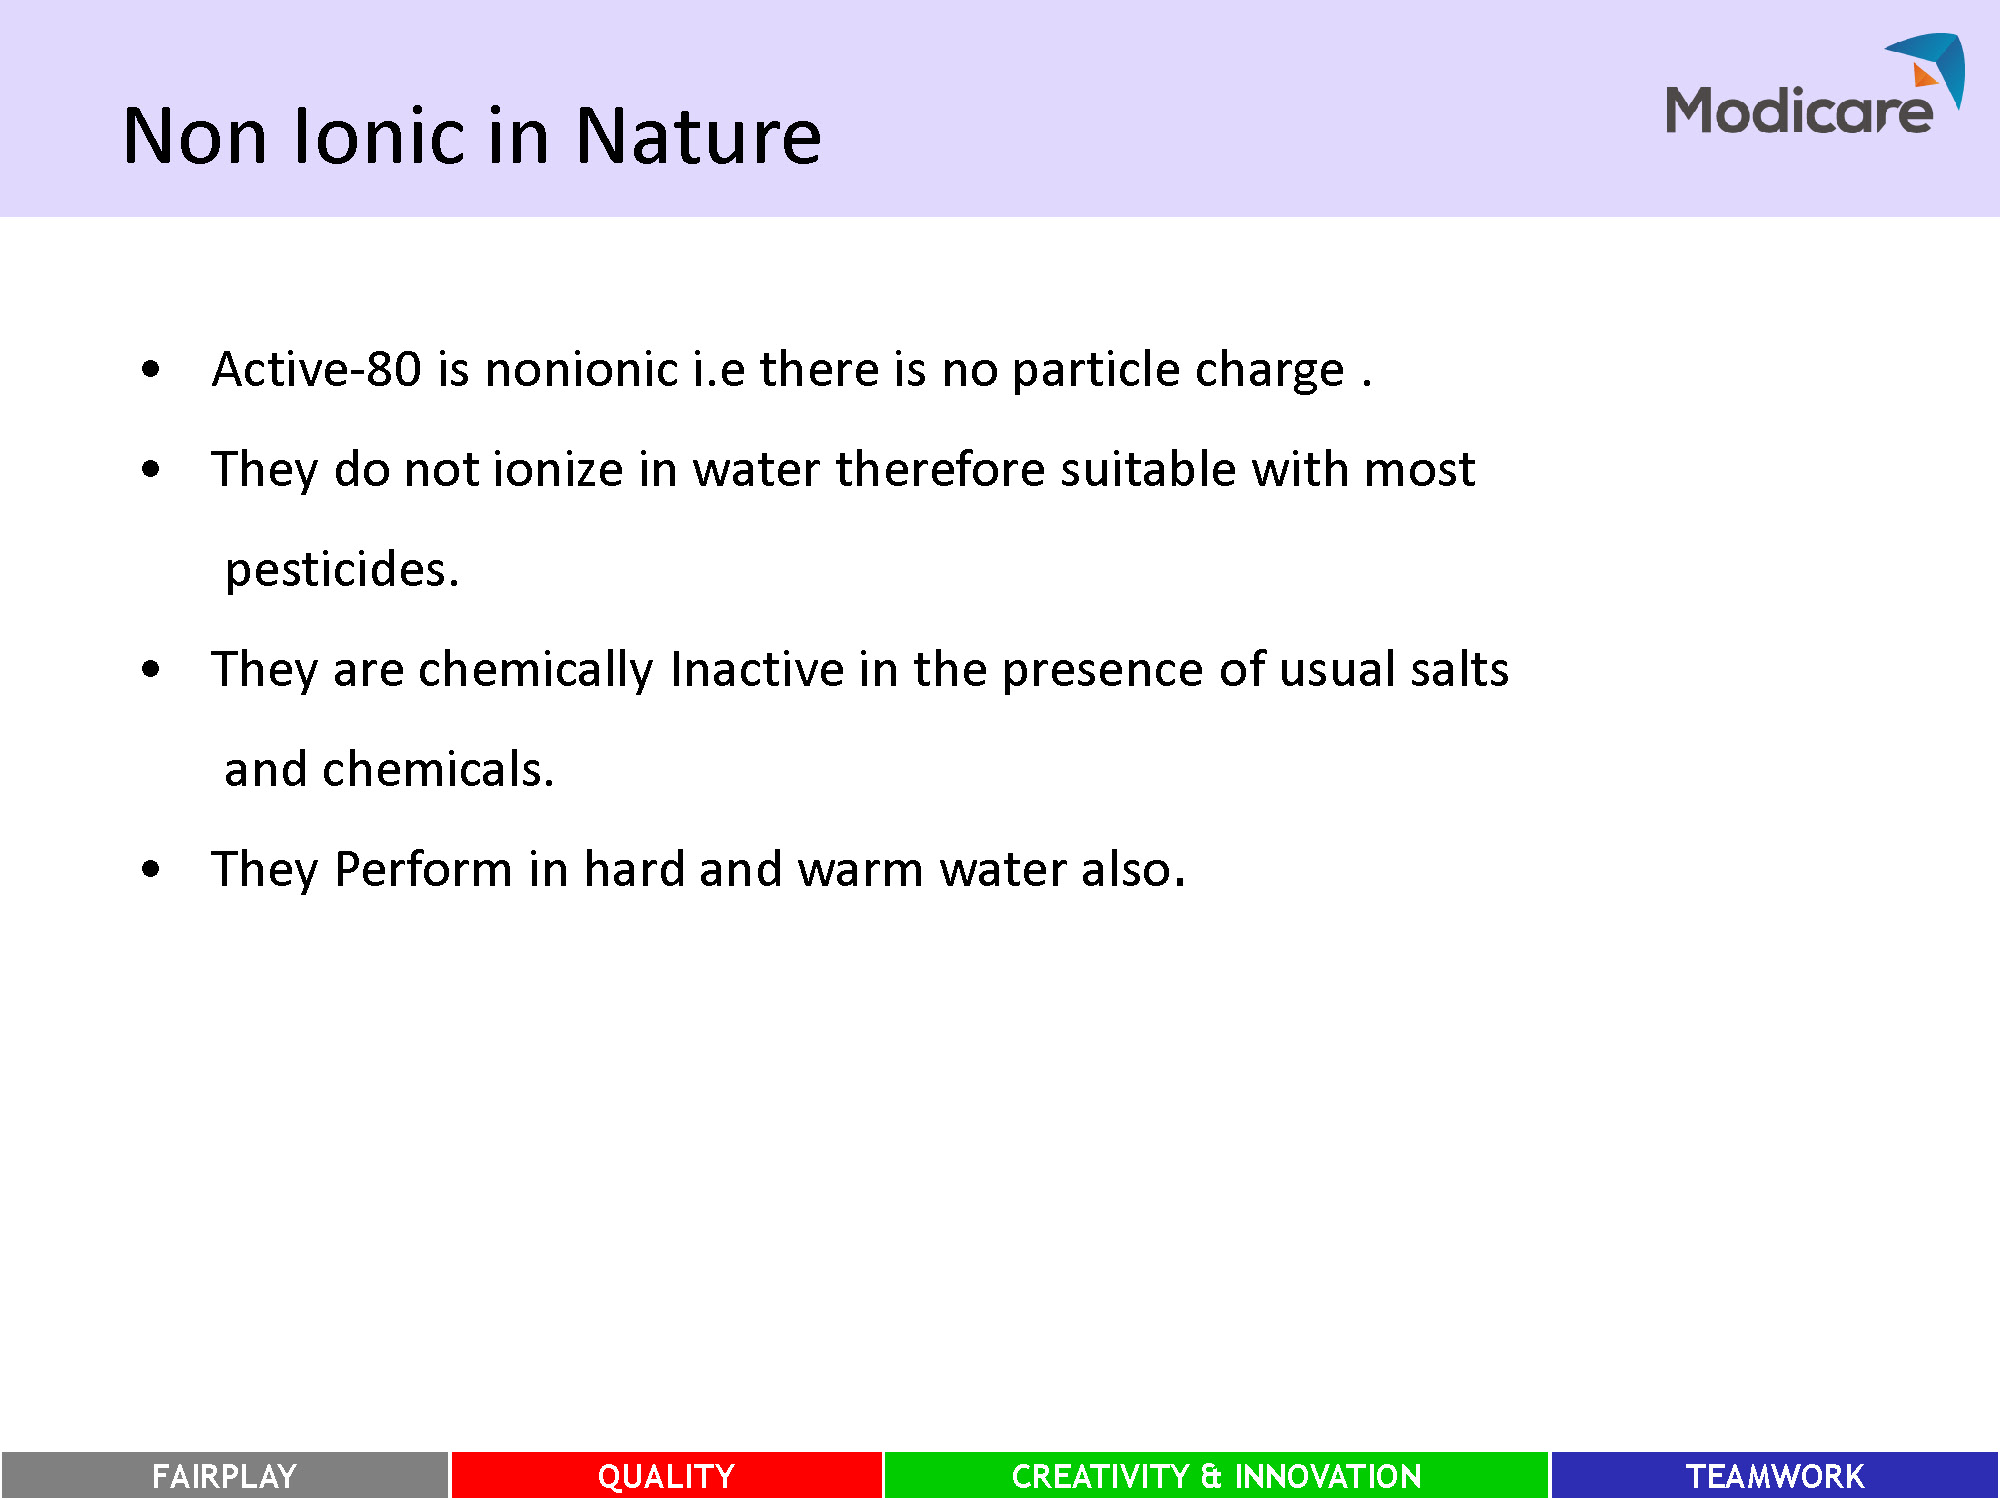 Modicare
Non Ionic in Nature
• Active-80 is nonionic i.e there is no particle charge .
• They do not ionize in water therefore suitable with most
pesticides.
• They are chemically Inactive in the presence of usual salts
and chemicals.
• They Perform in hard and warm water also.
FAIRPLAY QUALITY CREATIVITY & INNOVATION TEAMWORK